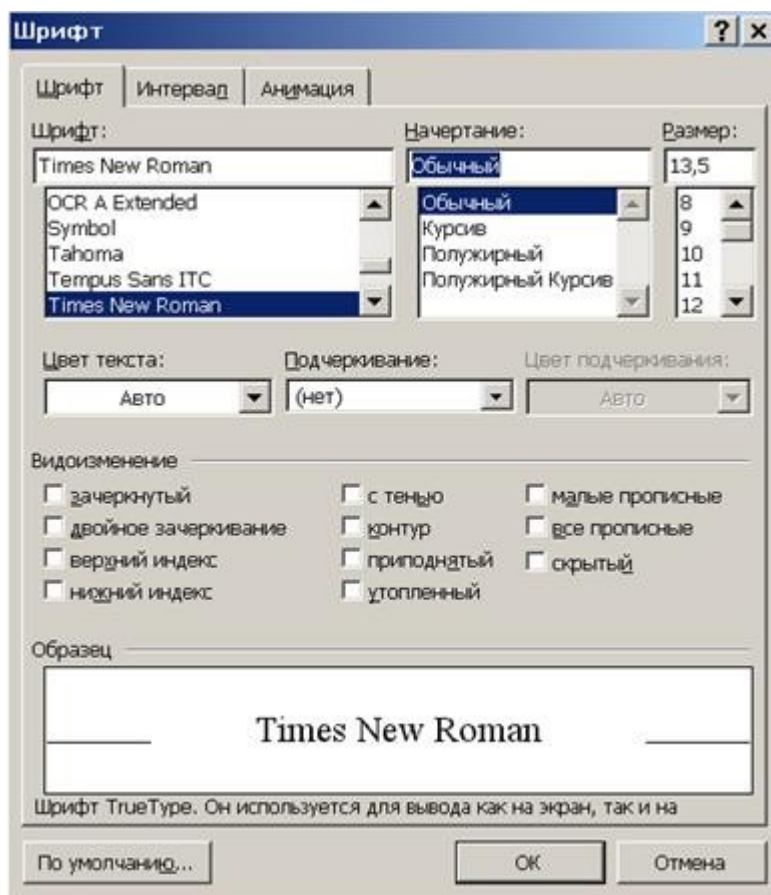 Шрифт
Шрифт Интервал Анимация
Шрифт: Начертание: Размер:
Times New Roman Обычный 13,5
OCR A Extended Обычный 8
Symbol Курсив 9
Tahoma Полужирный 10
Tempus Sans ITC Полужирный Курсив 11
Times New Roman 12
Цвет текста: Подчеркивание: Цвет подчеркивания:
Авто (нет) Авто
Видоизменение
зачеркнутый с тенью малые прописные
двойное зачеркивание контур все прописные
верхний индекс приподнятый скрытый
нижний индекс утопленный
Образец
Times New Roman
Шрифт TrueType. Он используется для вывода как на экран, так и на
По умолчанию... ОК Отмена